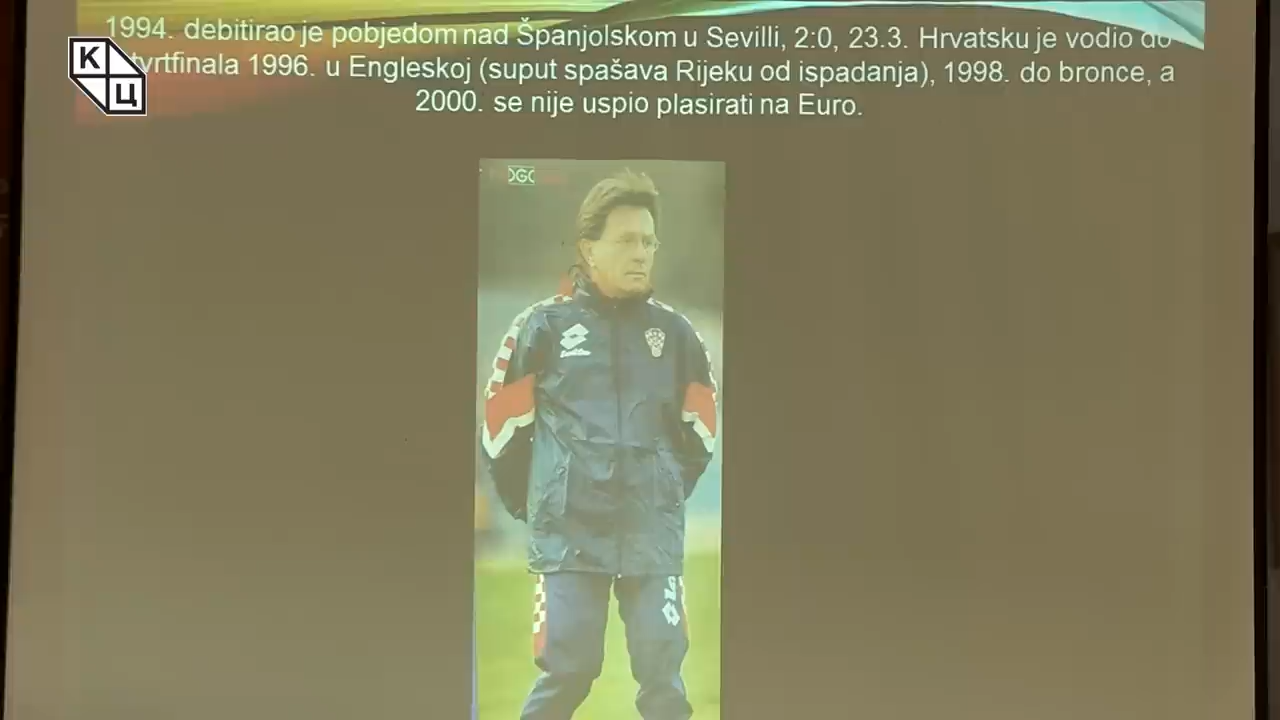 1994. debitirao je pobjedom nad Španjolskom u Sevilli, 2:0, 23.3. Hrvatsku je vodio do
tvrtfinala 1996. u Engleskoj (suput spašava Rijeku od ispadanja), 1998. do bronce, a
2000. se nije uspio plasirati na Euro.
К
Ц
lotto